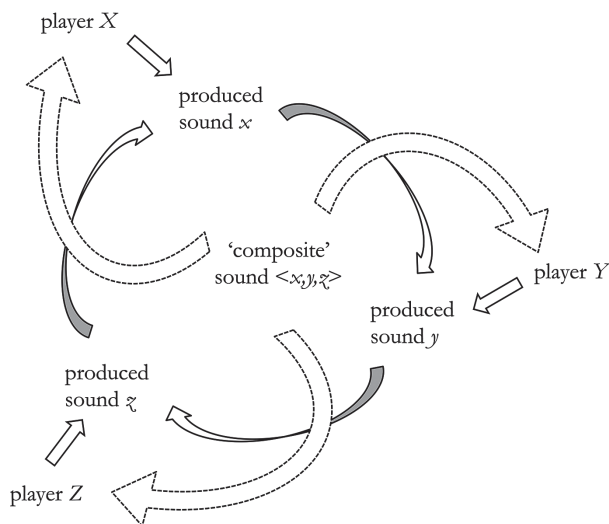 player X
produced
sound x
‘composite’
sound <x,y,z>
player Y
produced
sound y
produced
sound z
player Z